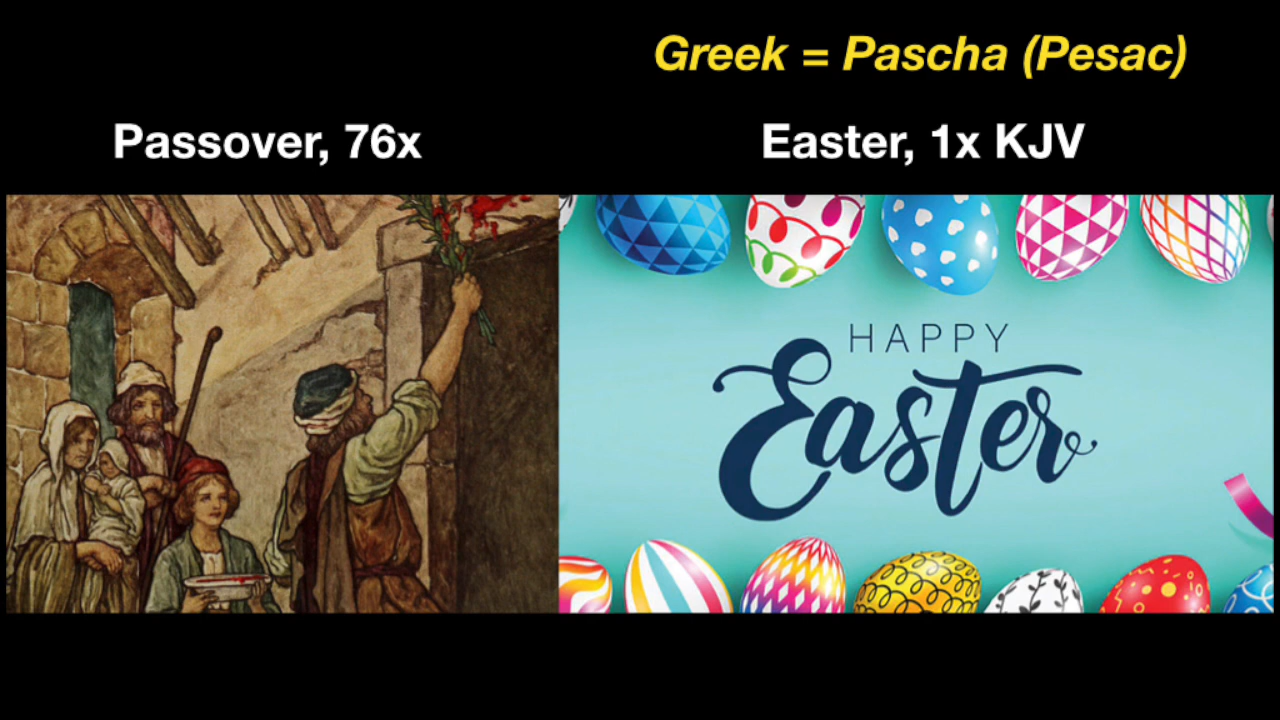 Greek = Pascha (Pesac)
Passover, 76x
Easter, 1x KJV
HAPPY
Easter